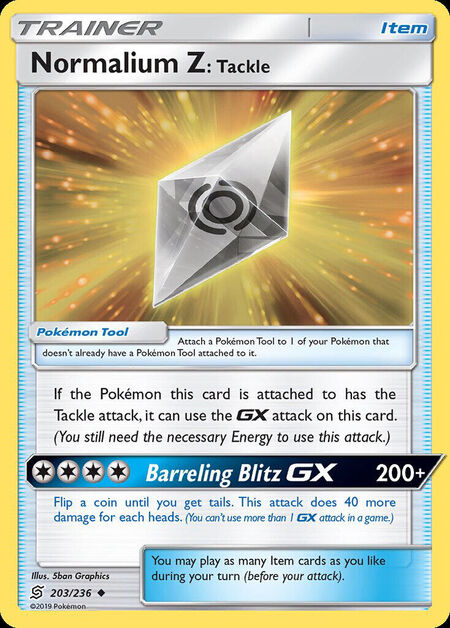 TRAINER
Item
Normalium Z: Tackle
Pokémon Tool
Attach a Pokémon Tool to 1 of your Pokémon that
doesn't already have a Pokémon Tool attached to it.
If the Pokémon this card is attached to has the
Tackle attack, it can use the GX attack on this card.
(You still need the necessary Energy to use this attack.)
Barreling Blitz GX 200+
Flip a coin until you get tails. This attack does 40 more
damage for each heads. (You can't use more than 1 GX attack in a game.)
You may play as many Item cards as you like
during your turn (before your attack).
Illus. 5ban Graphics
203/236
©2019 Pokémon